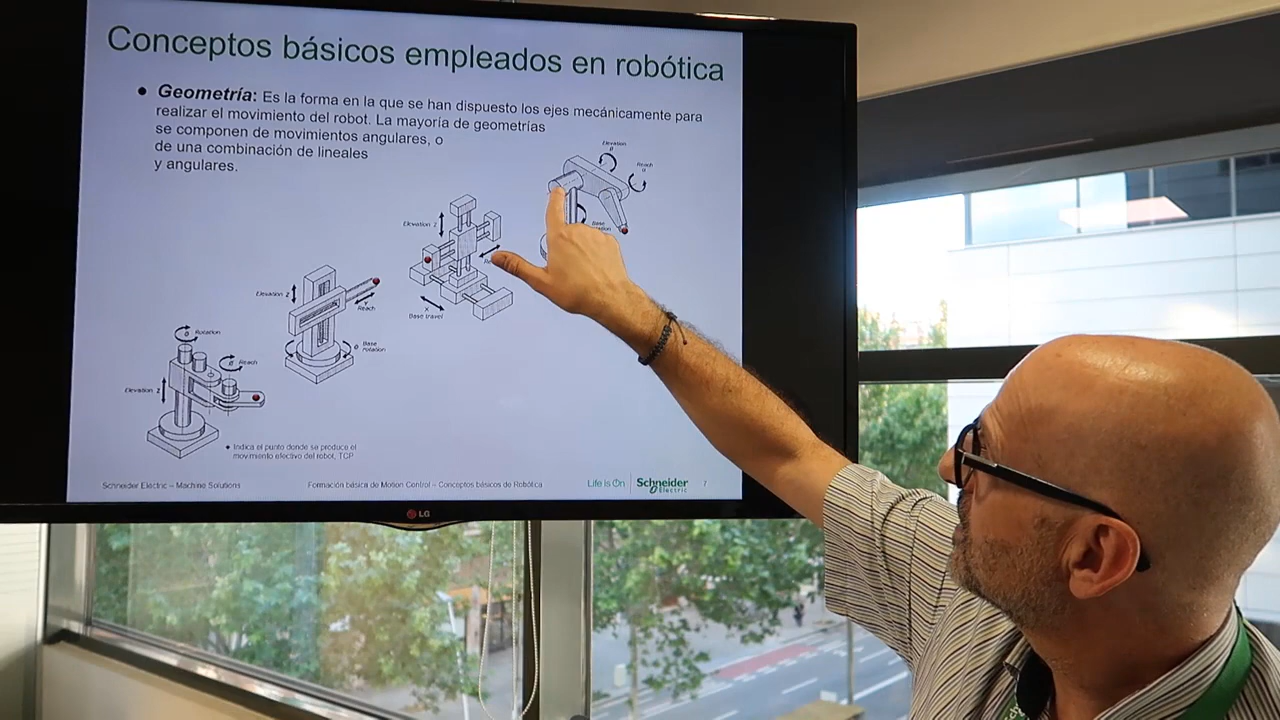 Conceptos básicos empleados en robótica
• Geometría: Es la forma en la que se han dispuesto los ejes mecánicamente para
realizar el movimiento del robot. La mayoría de geometrías
se componen de movimientos angulares, o
de una combinación de lineales
y angulares.
Elevation
θ
Reach
Base
Elevation Z
X
Base travel
Elevation Z
Reach
θ Base
rotation
θ Rotation
Reach
Elevation Z
• Indica el punto donde se produce el
movimiento efectivo del robot, TCP
Schneider Electric – Machine Solutions
Formación básica de Motion Control – Conceptos básicos de Robótica
Life Is On
Schneider
Electric
7
LG